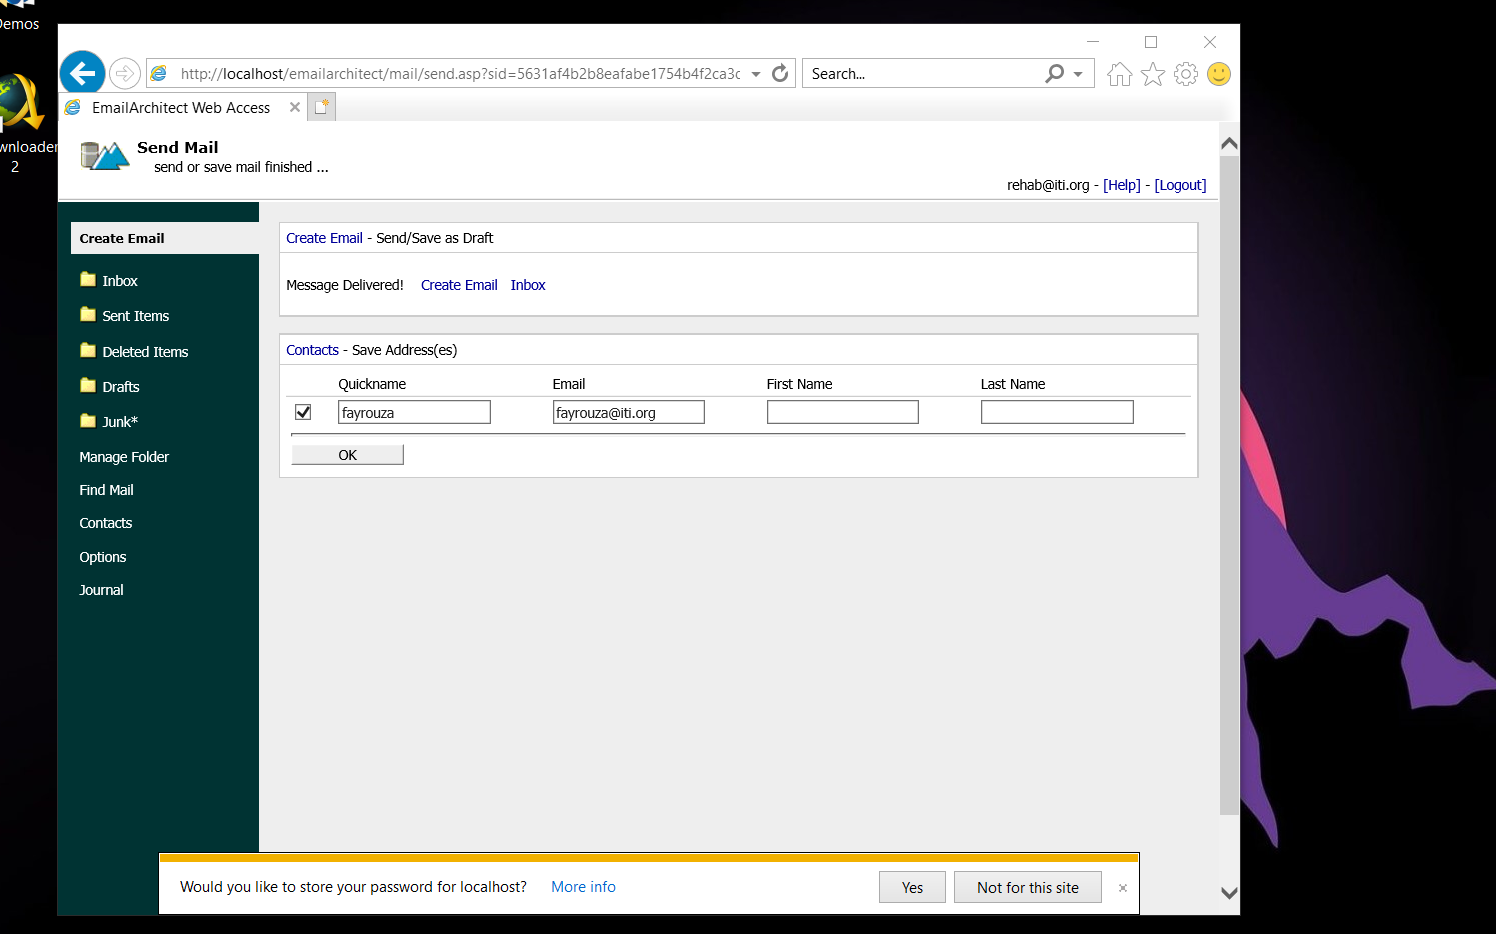 Demos
wnloader
2
http://localhost/emailarchitect/mail/send.asp?sid=5631af4b2b8eafabe1754b4f2ca3c
Search...
EmailArchitect Web Access
Send Mail
send or save mail finished ...
rehab@iti.org - [Help] - [Logout]
Create Email
Inbox
Sent Items
Deleted Items
Drafts
Junk*
Manage Folder
Find Mail
Contacts
Options
Journal
Create Email - Send/Save as Draft
Message Delivered! Create Email Inbox
Contacts - Save Address(es)
Quickname Email First Name Last Name
fayrouza fayrouza@iti.org
OK
Would you like to store your password for localhost? More info Yes Not for this site